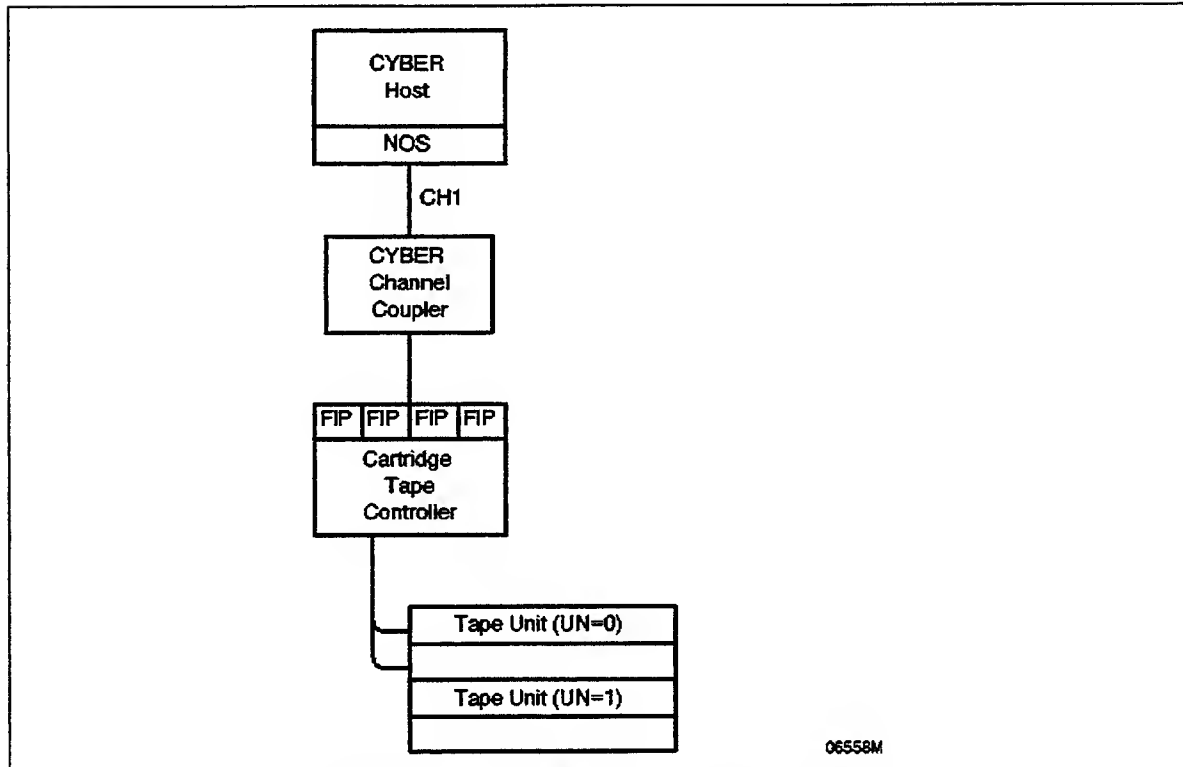 CYBER
Host
NOS
CH1
CYBER
Channel
Coupler
FIP FIP FIP FIP
Cartridge
Tape
Controller
Tape Unit (UN=0)
Tape Unit (UN=1)
06558M